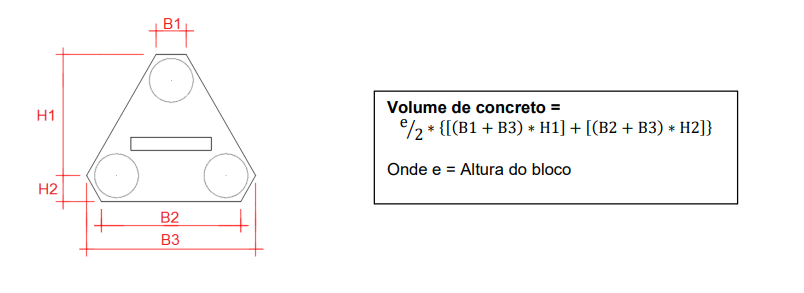 B1
H1
H2
B2
B3
Volume de concreto =
e/2 ∗ {[(B1 + B3) ∗ H1] + [(B2 + B3) ∗ H2]}
Onde e = Altura do bloco